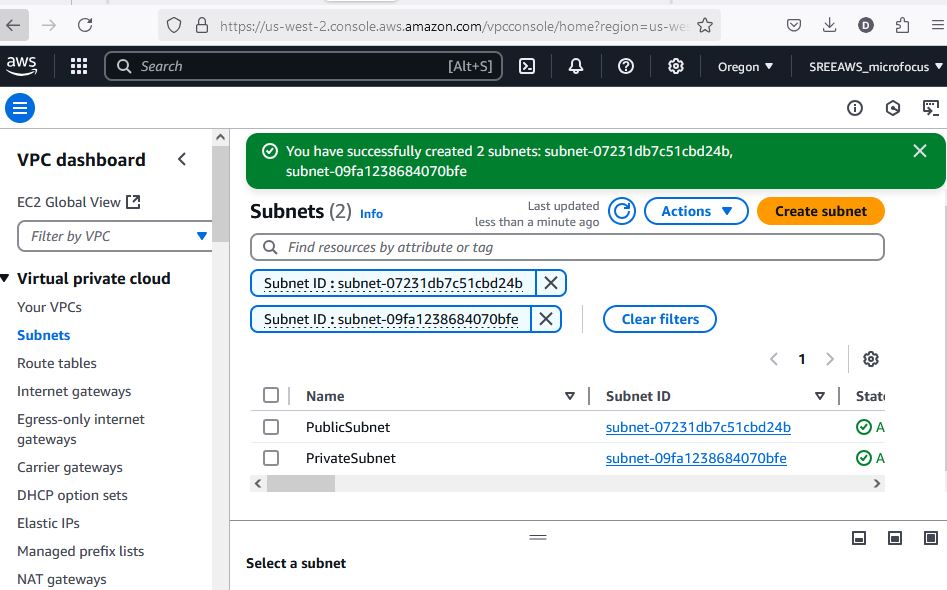 https://us-west-2.console.aws.amazon.com/vpcconsole/home?region=us-wes
D
aws
Search
[Alt+S]
Oregon
SREEAWS_microfocus
VPC dashboard
EC2 Global View
Filter by VPC
Virtual private cloud
Your VPCs
Subnets
Route tables
Internet gateways
Egress-only internet
gateways
Carrier gateways
DHCP option sets
Elastic IPs
Managed prefix lists
NAT gateways
You have successfully created 2 subnets: subnet-07231db7c51cbd24b,
subnet-09fa1238684070bfe
Subnets (2) Info
Last updated
less than a minute ago
Actions
Create subnet
Find resources by attribute or tag
Subnet ID : subnet-07231db7c51cbd24b
Subnet ID : subnet-09fa1238684070bfe
Clear filters
1
Name Subnet ID State
PublicSubnet subnet-07231db7c51cbd24b A
PrivateSubnet subnet-09fa1238684070bfe A
Select a subnet